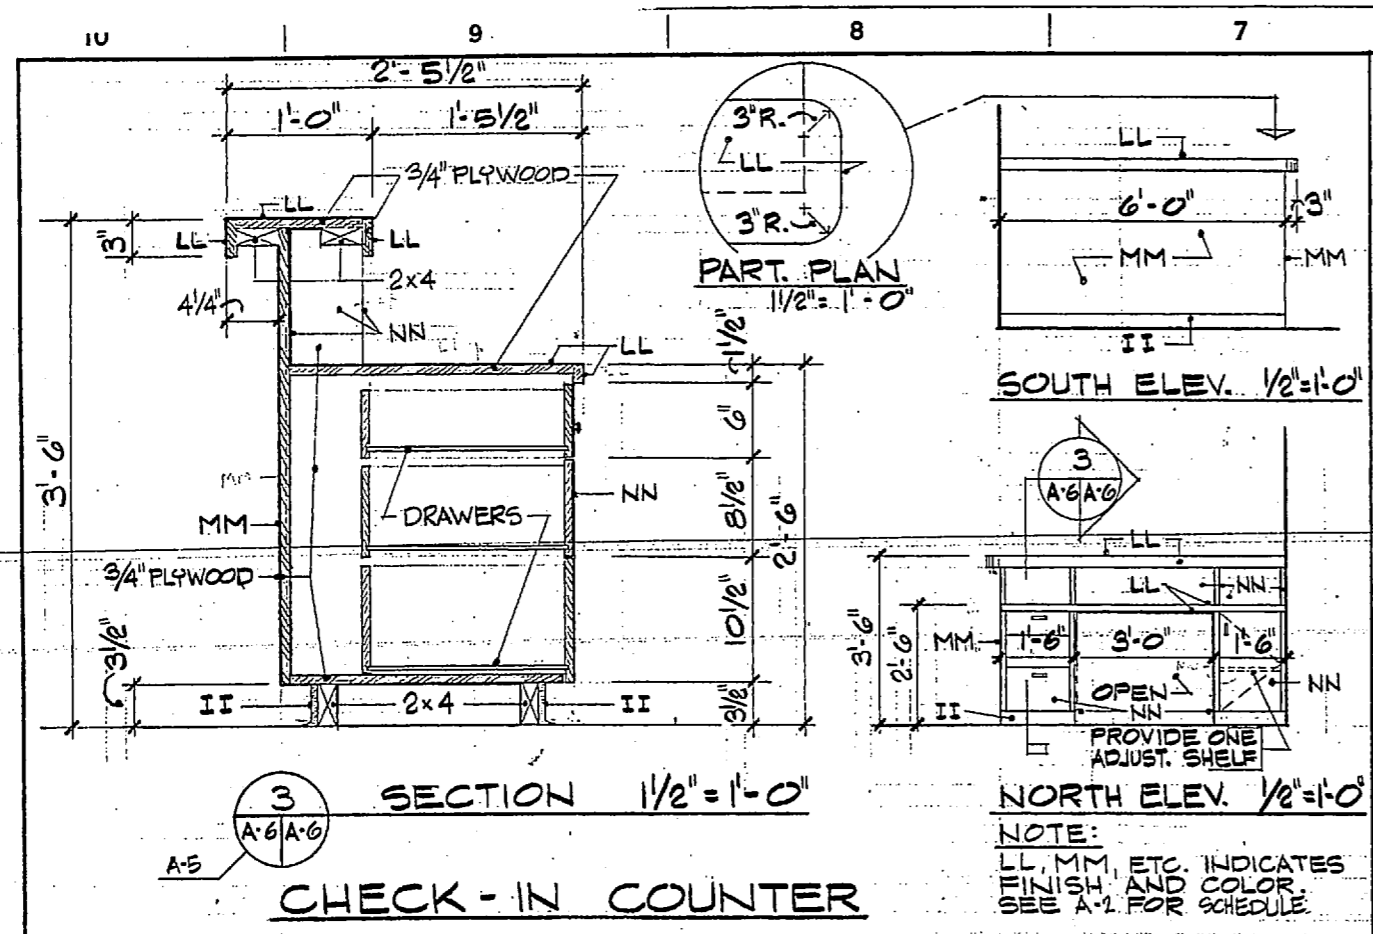 10 9 8 7
2'- 5 1/2"
1'-0" 1'-5 1/2"
3/4" PLYWOOD
LL
LL LL
3"
2x4
4 1/4"
NN
LL
3'-6"
MM
MM
DRAWERS
NN
3/4" PLYWOOD
3 1/2"
II 2x4 II
1 1/2"
6"
8 1/2"
10 1/2"
3 1/2"
2'-6"
3
A-6 A-6
A-5
SECTION 1 1/2" = 1'-0"
CHECK-IN COUNTER
3" R.
LL
3" R.
PART. PLAN
1 1/2" = 1'-0"
LL
6'-0" 3"
MM MM
II
SOUTH ELEV. 1/2"=1'-0"
3
A-6 A-6
LL
LL NN
3'-6"
2'-6"
MM 1'-6" 3'-0" 1'-6"
OPEN NN
II NN
PROVIDE ONE
ADJUST. SHELF
NORTH ELEV. 1/2"=1'-0"
NOTE:
LL, MM, ETC. INDICATES
FINISH AND COLOR.
SEE A-2 FOR SCHEDULE.